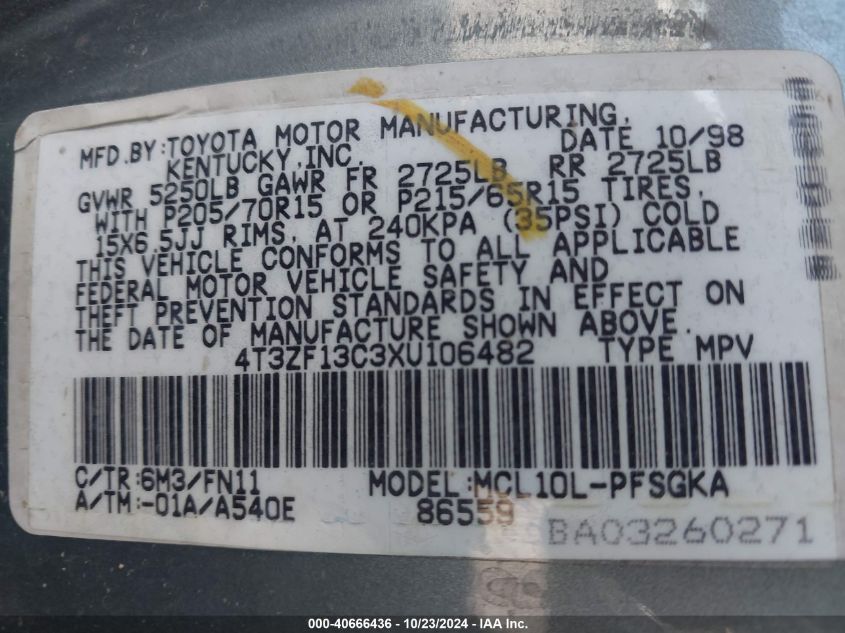 MFD.BY:TOYOTA MOTOR MANUFACTURING,
KENTUCKY,INC. DATE 10/98
GVWR 5250LB GAWR FR 2725LB RR 2725LB
WITH P205/70R15 OR P215/65R15 TIRES,
15X6.5JJ RIMS, AT 240KPA (35PSI) COLD
THIS VEHICLE CONFORMS TO ALL APPLICABLE
FEDERAL MOTOR VEHICLE SAFETY AND
THEFT PREVENTION STANDARDS IN EFFECT ON
THE DATE OF MANUFACTURE SHOWN ABOVE.
4T3ZF13C3XU106482 TYPE MPV
C/TR:6M3/FN11 MODEL:MCL10L-PFSGKA
A/TM:-01A/A540E 86559
BA03260271
000-40666436 - 10/23/2024 - IAA Inc.